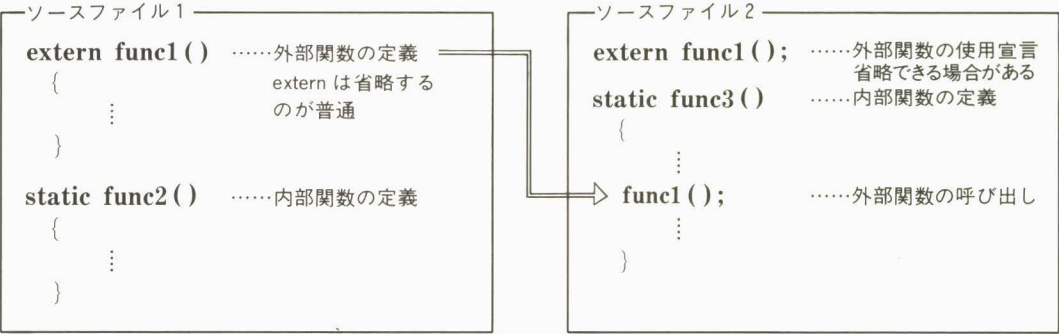 ソースファイル1
extern func1() ……外部関数の定義
{ extern は省略する
⋮ のが普通
}
static func2() ……内部関数の定義
{
⋮
}
ソースファイル2
extern func1(); ……外部関数の使用宣言
省略できる場合がある
static func3() ……内部関数の定義
{
⋮
func1(); ……外部関数の呼び出し
⋮
}